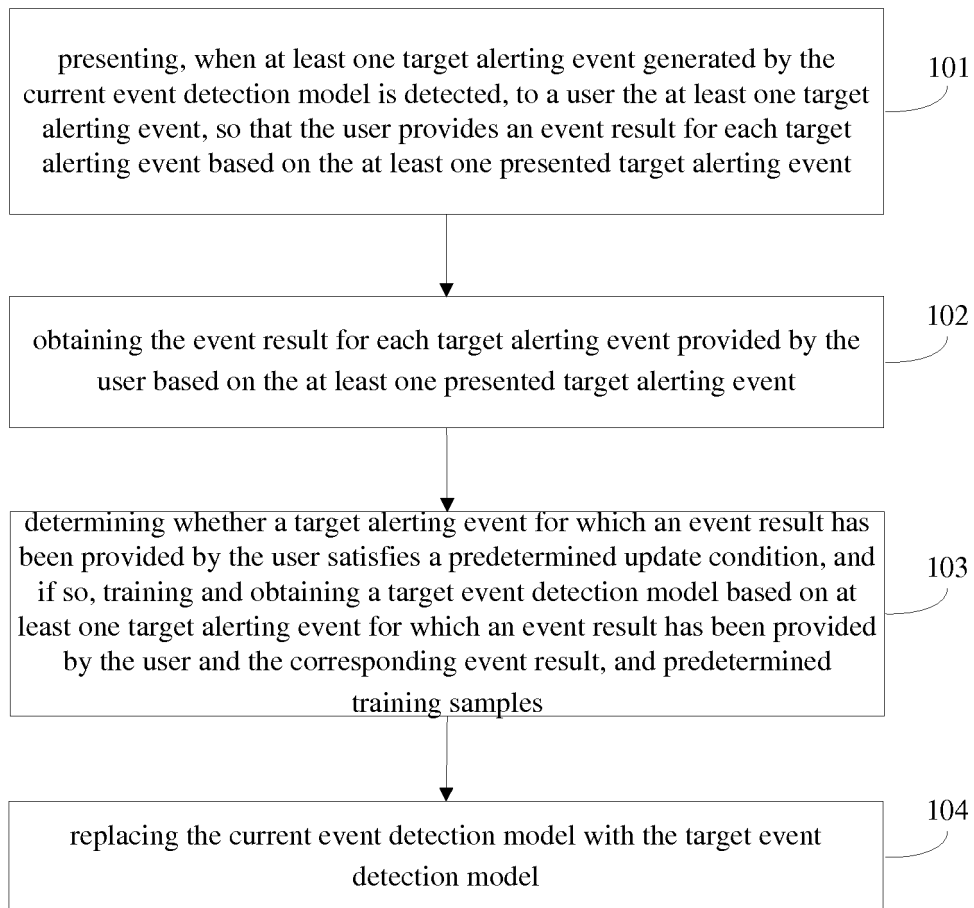 presenting, when at least one target alerting event generated by the
current event detection model is detected, to a user the at least one target
alerting event, so that the user provides an event result for each target
alerting event based on the at least one presented target alerting event
101
obtaining the event result for each target alerting event provided by the
user based on the at least one presented target alerting event
102
determining whether a target alerting event for which an event result has
been provided by the user satisfies a predetermined update condition, and
if so, training and obtaining a target event detection model based on at
least one target alerting event for which an event result has been provided
by the user and the corresponding event result, and predetermined
training samples
103
replacing the current event detection model with the target event
detection model
104